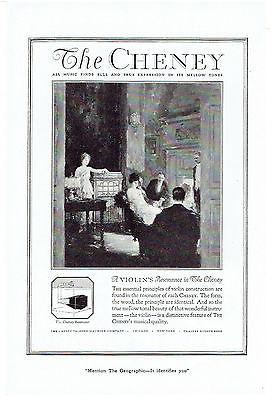 The CHENEY
ALL MUSIC FINDS FULL AND TRUE EXPRESSION IN ITS MELLOW TONES
A VIOLIN'S Resonance in The Cheney
THE essential principles of violin construction are
found in the resonator of each CHENEY. The form,
the wood, the principle are identical. And so the
true mellow tonal beauty of that wonderful instru-
ment — the violin — is a distinctive feature of THE
CHENEY'S musical quality.
The Cheney Resonator
THE CHENEY TALKING MACHINE COMPANY · CHICAGO · NEW YORK · DEALERS EVERYWHERE
"Mention The Geographic—It identifies you"